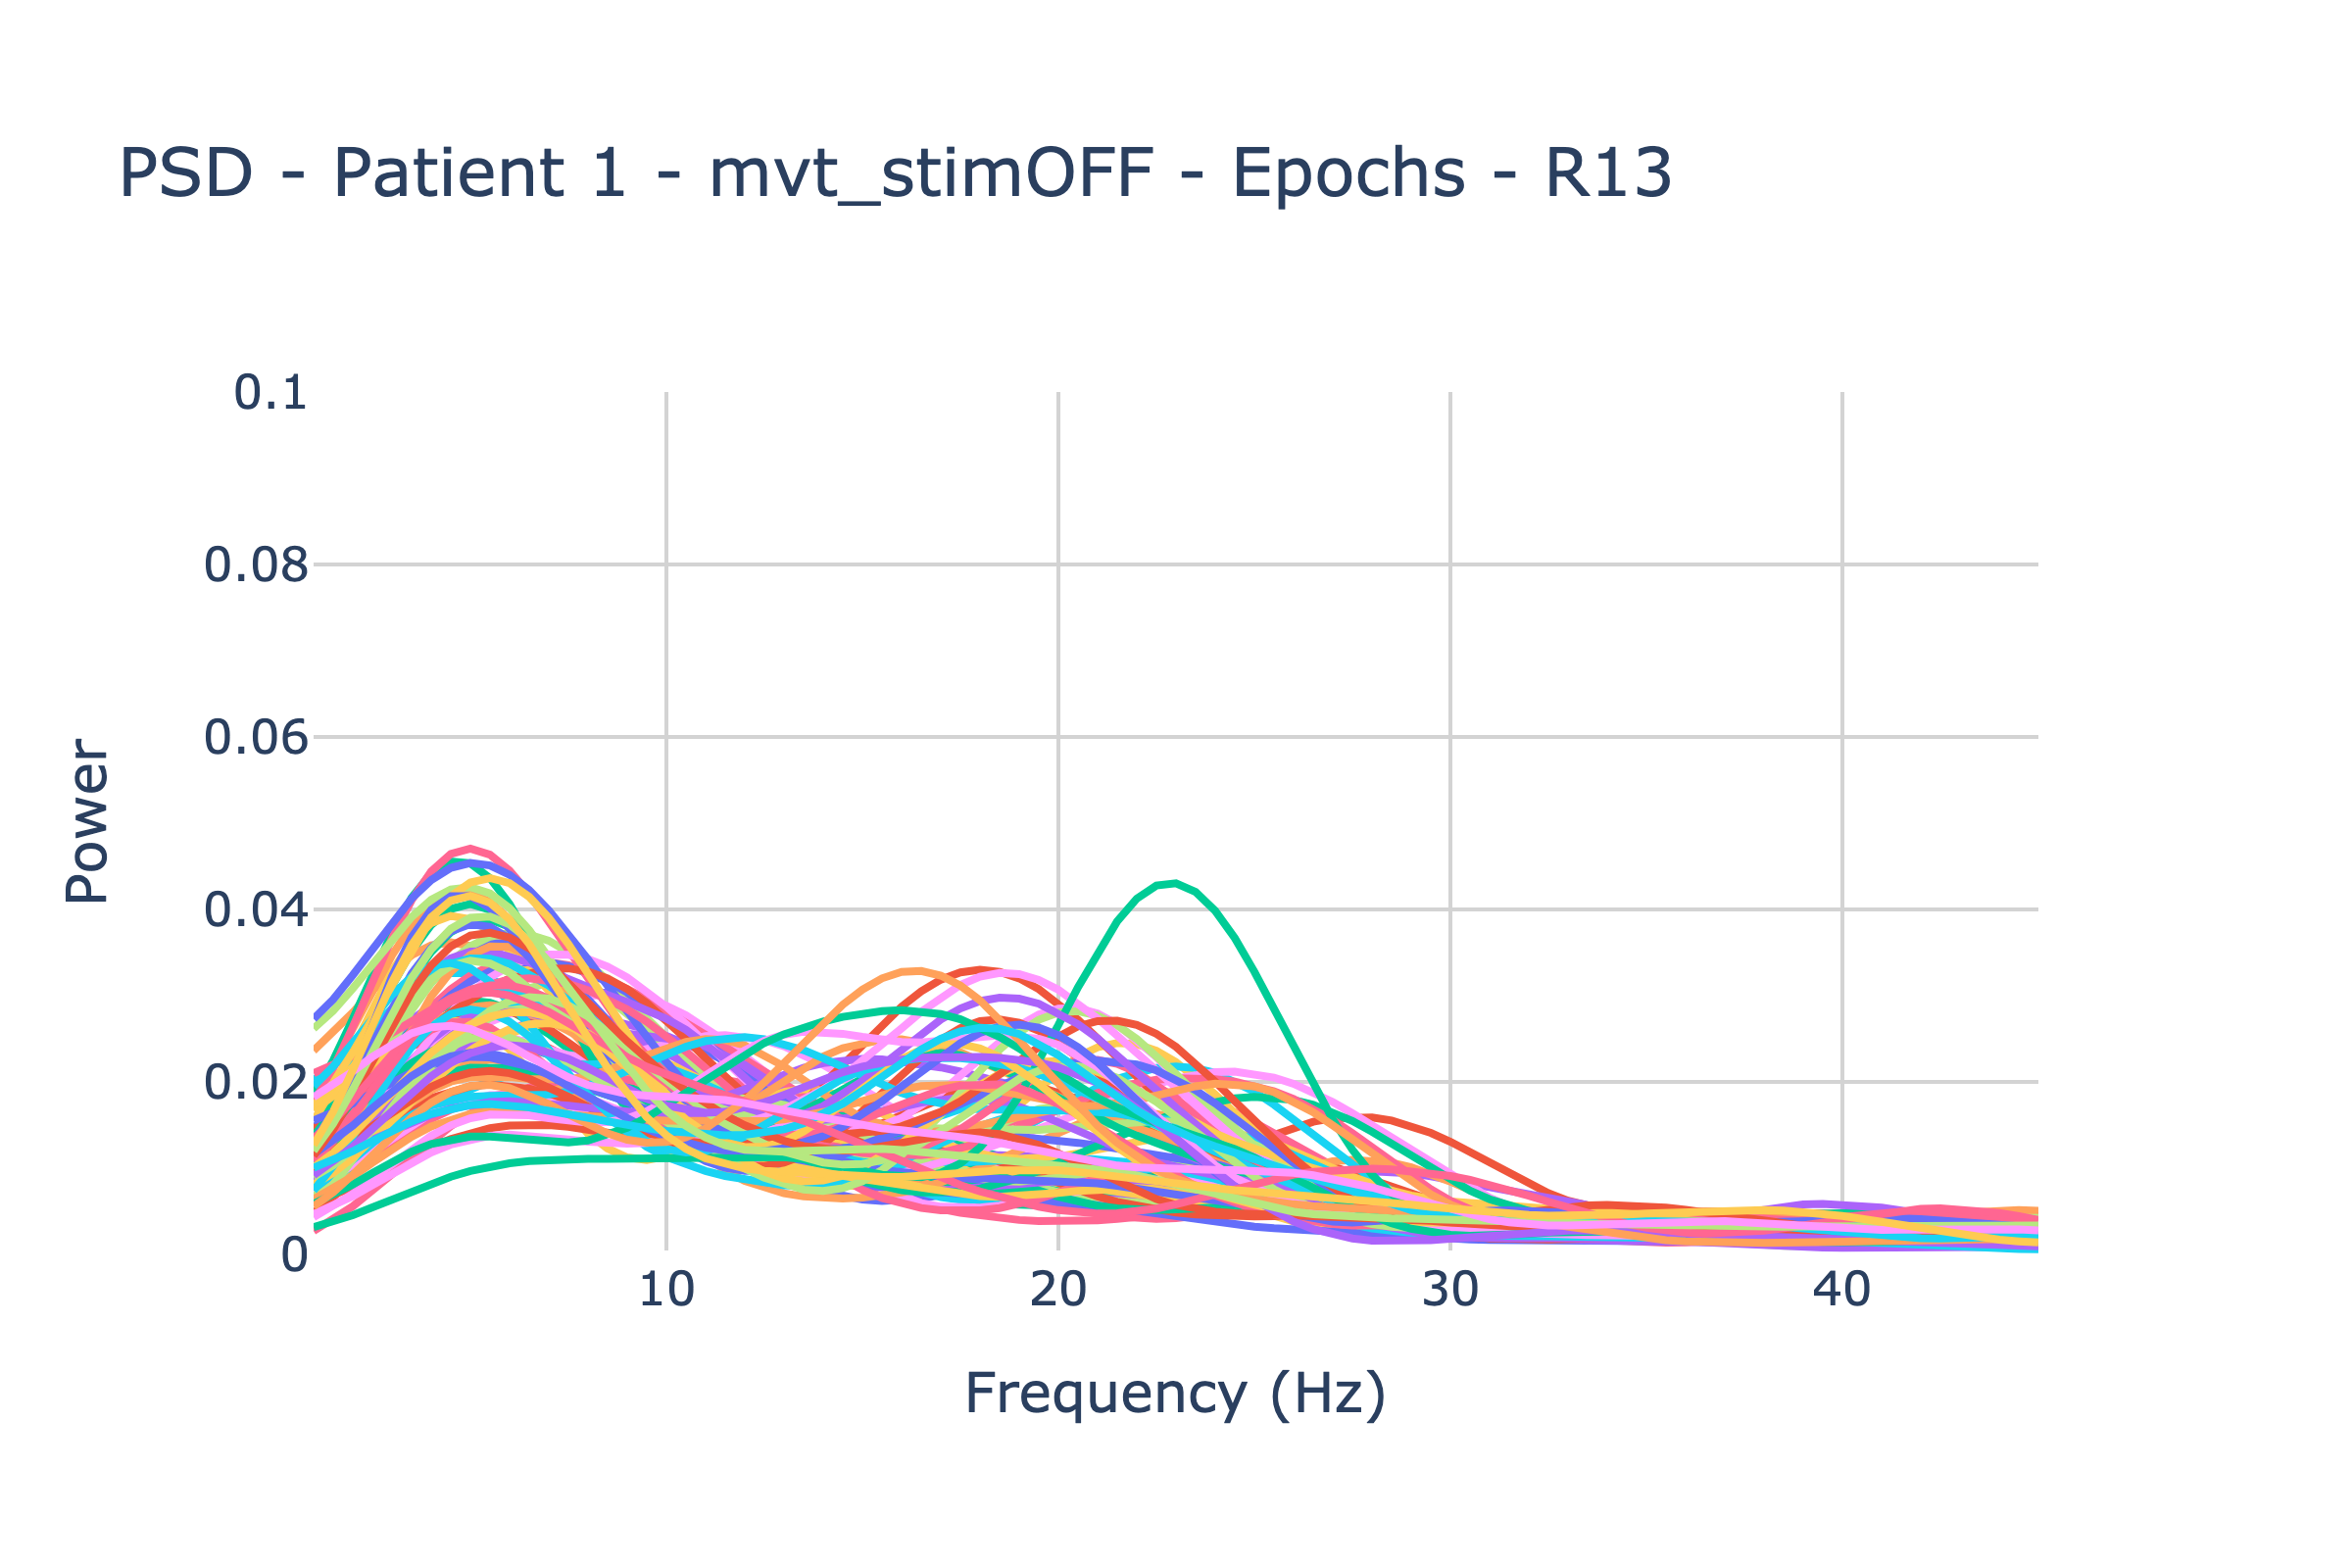 PSD - Patient 1 - mvt_stimOFF - Epochs - R13
0.1
0.08
0.06
0.04
0.02
0
Power
10 20 30 40
Frequency (Hz)